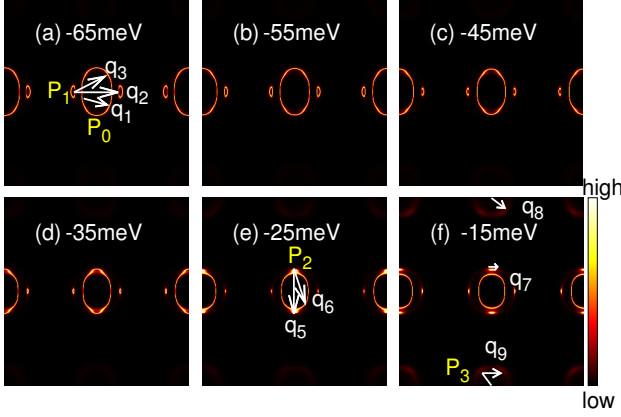 (a) -65meV
q3
P1
q2
q1
P0
(b) -55meV
(c) -45meV
high
(d) -35meV
(e) -25meV
P2
q6
q5
(f) -15meV
q8
q7
q9
P3
low